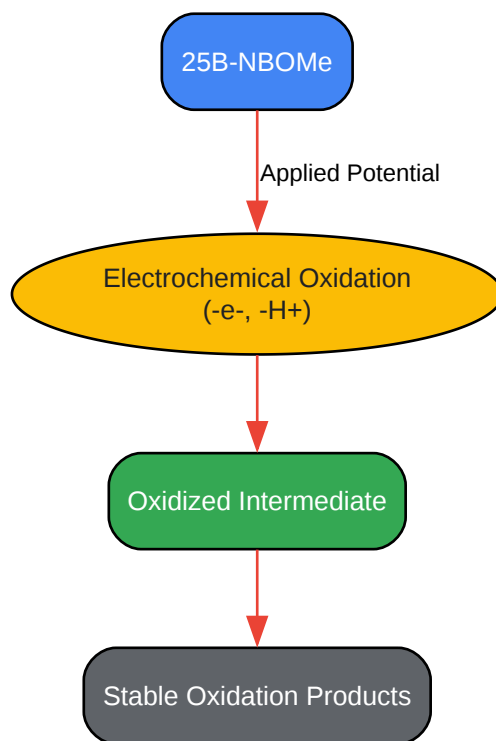 25B-NBOMe
Applied Potential
Electrochemical Oxidation
(-e-, -H+)
Oxidized Intermediate
Stable Oxidation Products